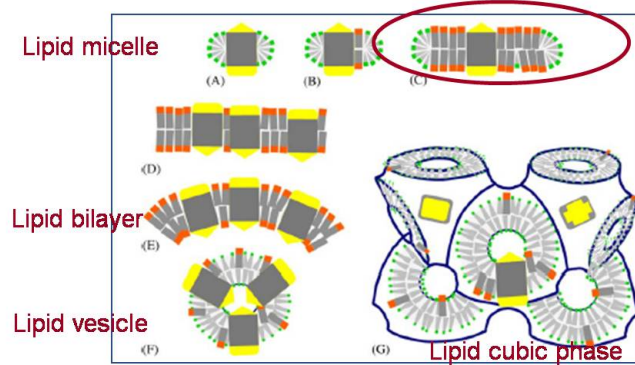 Lipid micelle
(A)
(B)
(C)
(D)
Lipid bilayer
(E)
Lipid vesicle
(F)
(G)
Lipid cubic phase